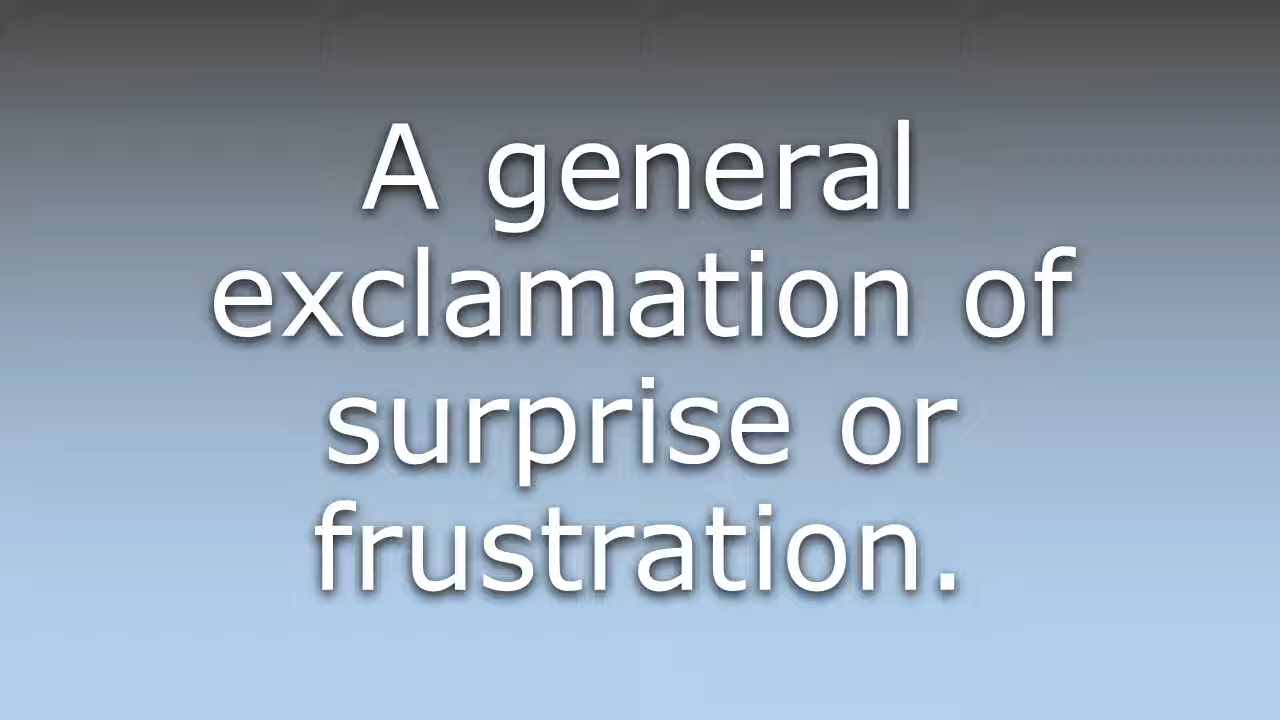 A general
exclamation of
surprise or
frustration.